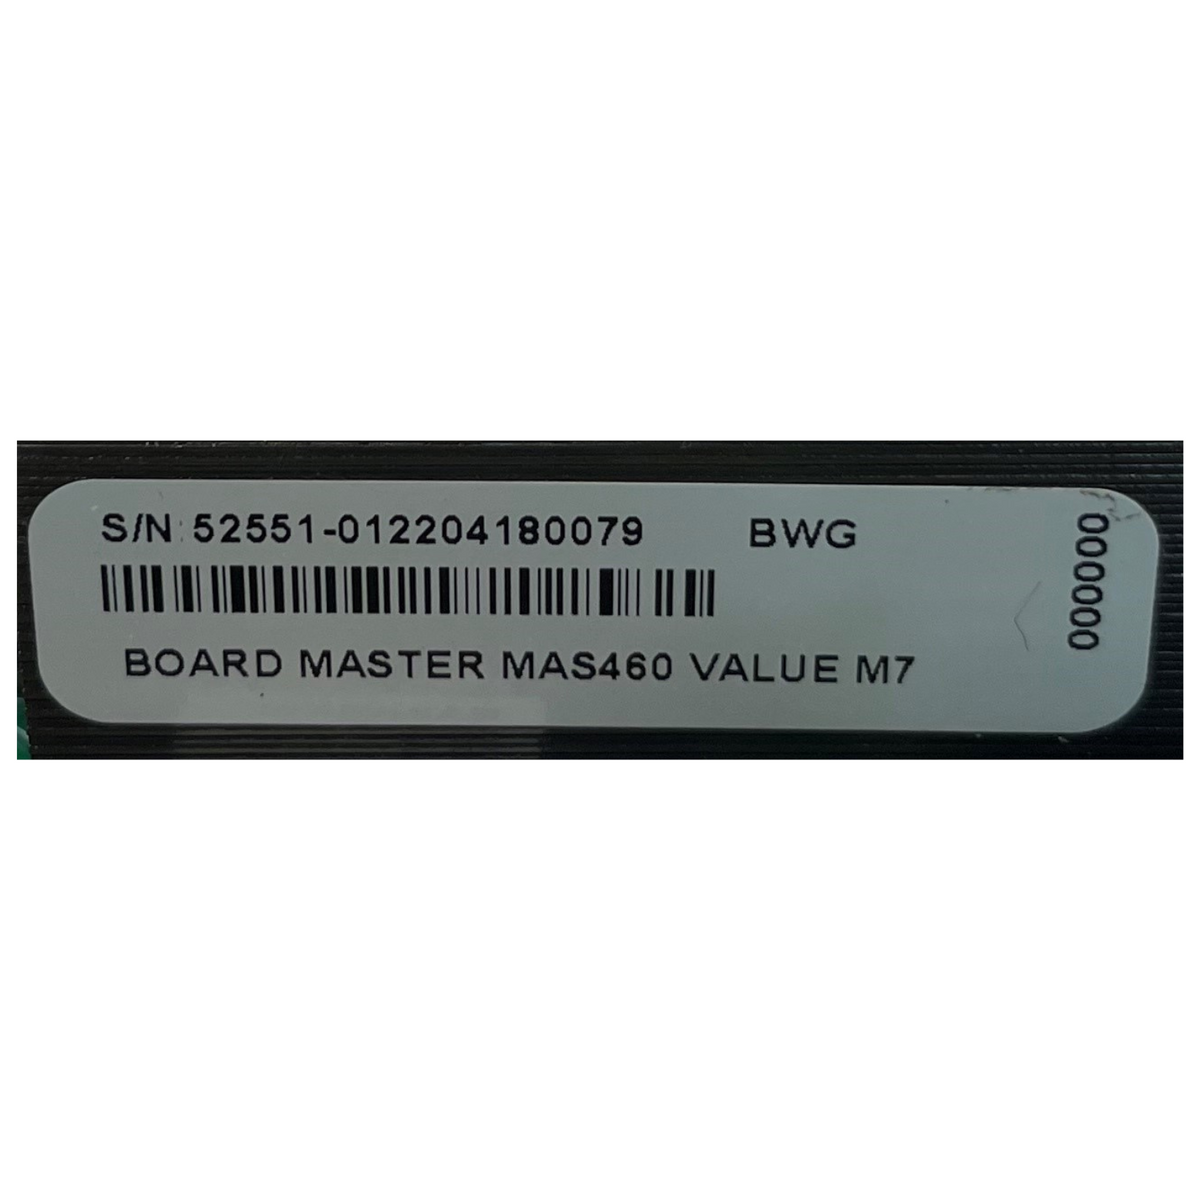 S/N:52551-012204180079 BWG
BOARD MASTER MAS460 VALUE M7
000000